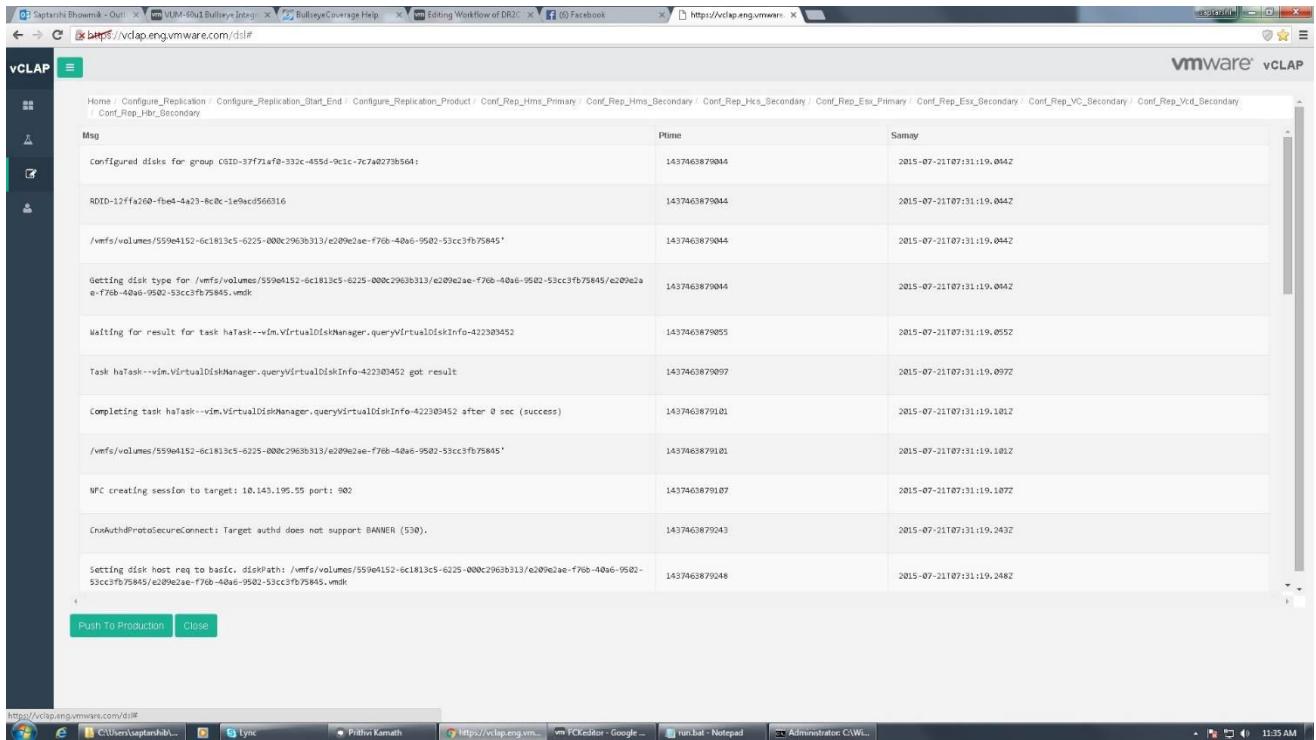 Saptarshi Bhowmik - Outl
VUM-60u1 Bullseye Integr
BullseyeCoverage Help
Editing Workflow of DR2C
(6) Facebook
https://vclap.eng.vmware.
saptarshi
https://vclap.eng.vmware.com/dsl#
vCLAP
vmware vCLAP
Home / Configure_Replication / Configure_Replication_Start_End / Configure_Replication_Product / Conf_Rep_Hms_Primary / Conf_Rep_Hms_Secondary / Conf_Rep_Hcs_Secondary / Conf_Rep_Esx_Primary / Conf_Rep_Esx_Secondary / Conf_Rep_VC_Secondary / Conf_Rep_Vcd_Secondary
/ Conf_Rep_Hbr_Secondary
Msg Ptime Samay
Configured disks for group CGID-37f71af0-332c-455d-9c1c-7c7a0273b564: 1437463879044 2015-07-21T07:31:19.044Z
RDID-12ffa260-fbe4-4a23-8c0c-1e9acd566316 1437463879044 2015-07-21T07:31:19.044Z
/vmfs/volumes/559e4152-6c1813c5-6225-000c2963b313/e209e2ae-f76b-40a6-9502-53cc3fb75845' 1437463879044 2015-07-21T07:31:19.044Z
Getting disk type for /vmfs/volumes/559e4152-6c1813c5-6225-000c2963b313/e209e2ae-f76b-40a6-9502-53cc3fb75845/e209e2a
e-f76b-40a6-9502-53cc3fb75845.vmdk 1437463879044 2015-07-21T07:31:19.044Z
Waiting for result for task haTask--vim.VirtualDiskManager.queryVirtualDiskInfo-422303452 1437463879055 2015-07-21T07:31:19.055Z
Task haTask--vim.VirtualDiskManager.queryVirtualDiskInfo-422303452 got result 1437463879097 2015-07-21T07:31:19.097Z
Completing task haTask--vim.VirtualDiskManager.queryVirtualDiskInfo-422303452 after 0 sec (success) 1437463879101 2015-07-21T07:31:19.101Z
/vmfs/volumes/559e4152-6c1813c5-6225-000c2963b313/e209e2ae-f76b-40a6-9502-53cc3fb75845' 1437463879101 2015-07-21T07:31:19.101Z
NFC creating session to target: 10.143.195.55 port: 902 1437463879107 2015-07-21T07:31:19.107Z
CnxAuthdProtoSecureConnect: Target authd does not support BANNER (530). 1437463879243 2015-07-21T07:31:19.243Z
Setting disk host req to basic. diskPath: /vmfs/volumes/559e4152-6c1813c5-6225-000c2963b313/e209e2ae-f76b-40a6-9502-
53cc3fb75845/e209e2ae-f76b-40a6-9502-53cc3fb75845.vmdk 1437463879248 2015-07-21T07:31:19.248Z
Push To Production Close
https://vclap.eng.vmware.com/dsl#
C:\Users\saptarshib\... Lync Prithvi Kamath https://vclap.eng.vm... FCKeditor - Google ... run.bat - Notepad Administrator: C:\Wi... 11:35 AM